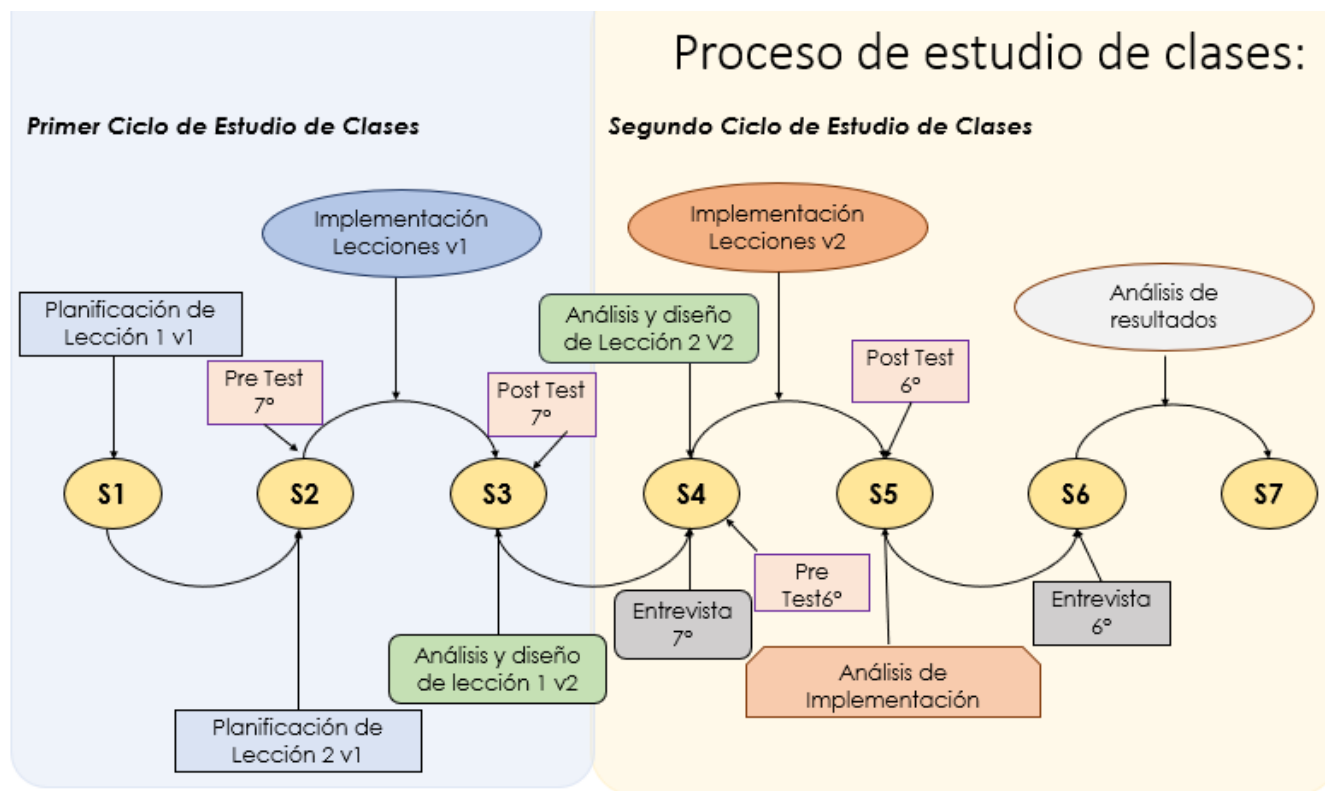 Proceso de estudio de clases:
Primer Ciclo de Estudio de Clases
Segundo Ciclo de Estudio de Clases
Implementación
Lecciones v1
Implementación
Lecciones v2
Planificación de
Lección 1 v1
Análisis y diseño
de Lección 2 V2
Análisis de
resultados
Pre Test
7°
Post Test
7°
Post Test
6°
S1
S2
S3
S4
S5
S6
S7
Pre
Test6°
Entrevista
7°
Entrevista
6°
Análisis y diseño
de lección 1 v2
Análisis de
Implementación
Planificación de
Lección 2 v1